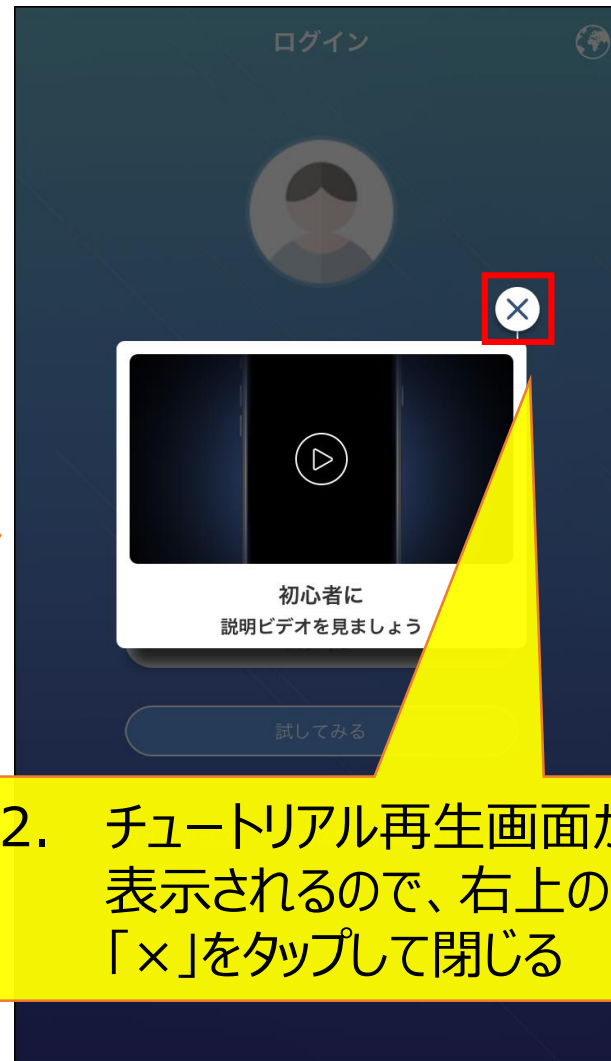 ログイン
初心者に
説明ビデオを見ましょう
試してみる
2. チュートリアル再生画面が
表示されるので、右上の
「×」をタップして閉じる